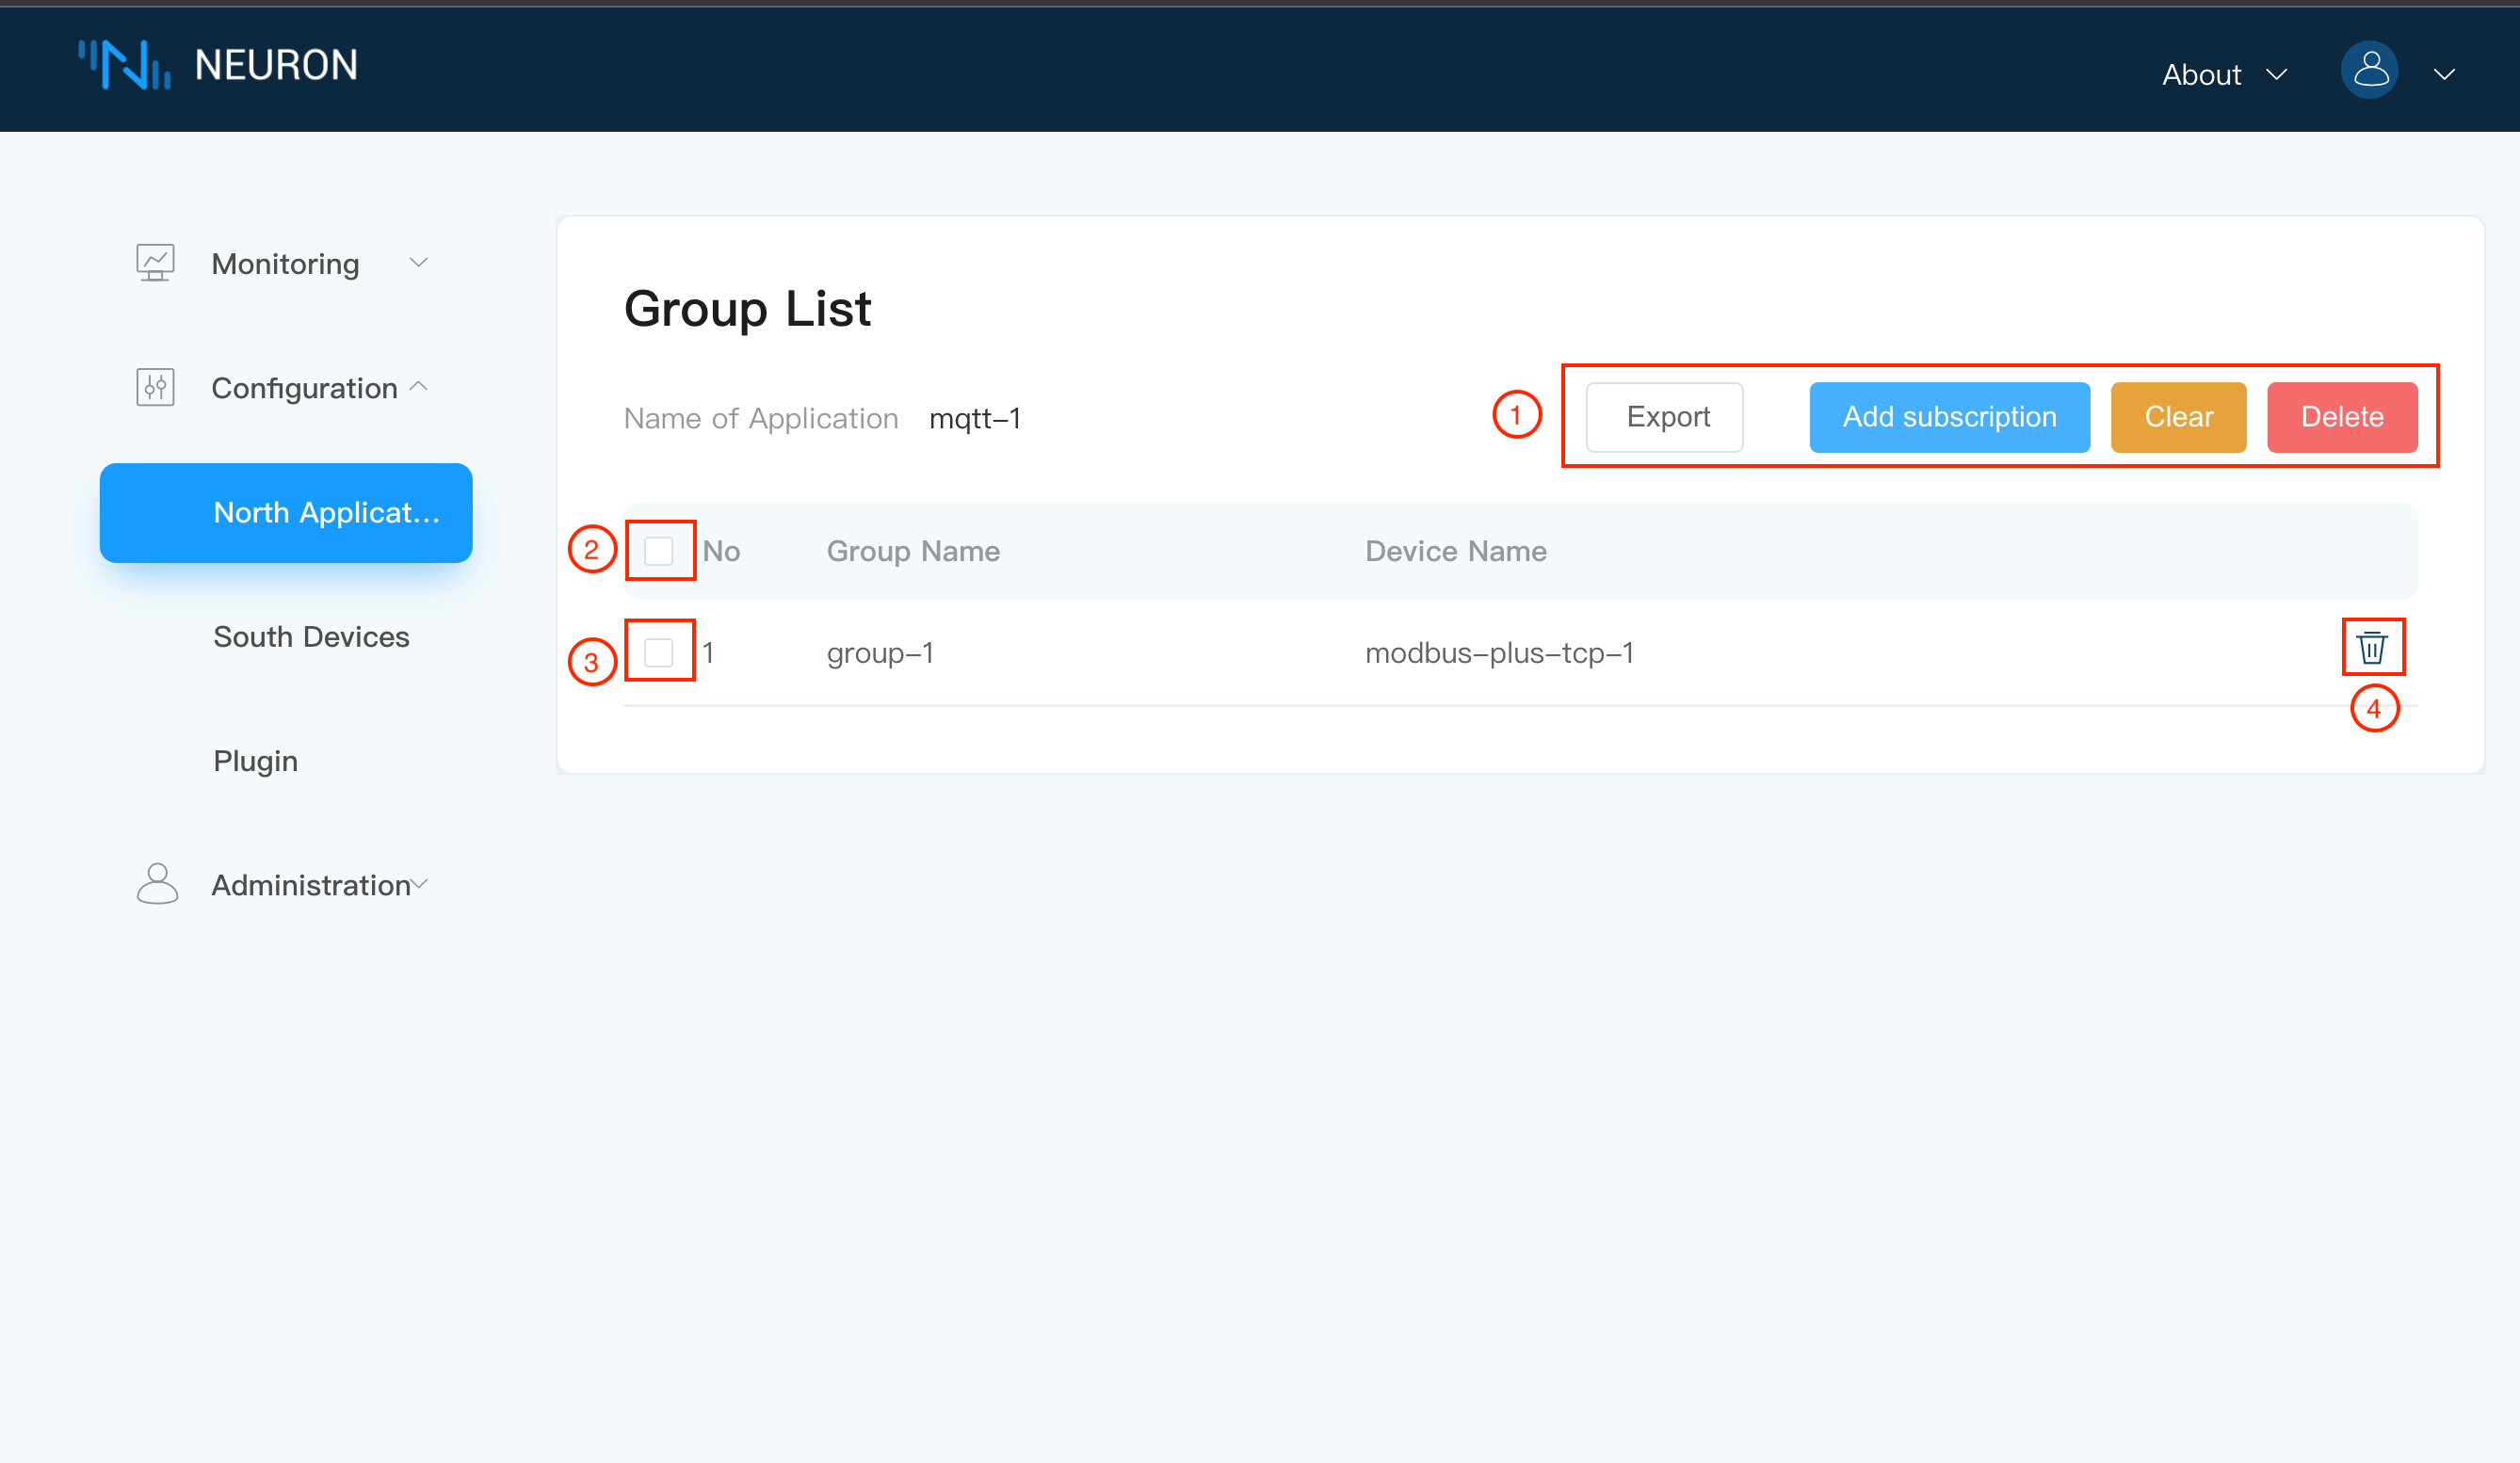 NEURON
About
Monitoring
Configuration
North Applicat...
South Devices
Plugin
Administration
Group List
Name of Application mqtt-1
1
Export Add subscription Clear Delete
2
No Group Name Device Name
3
1 group-1 modbus-plus-tcp-1
4